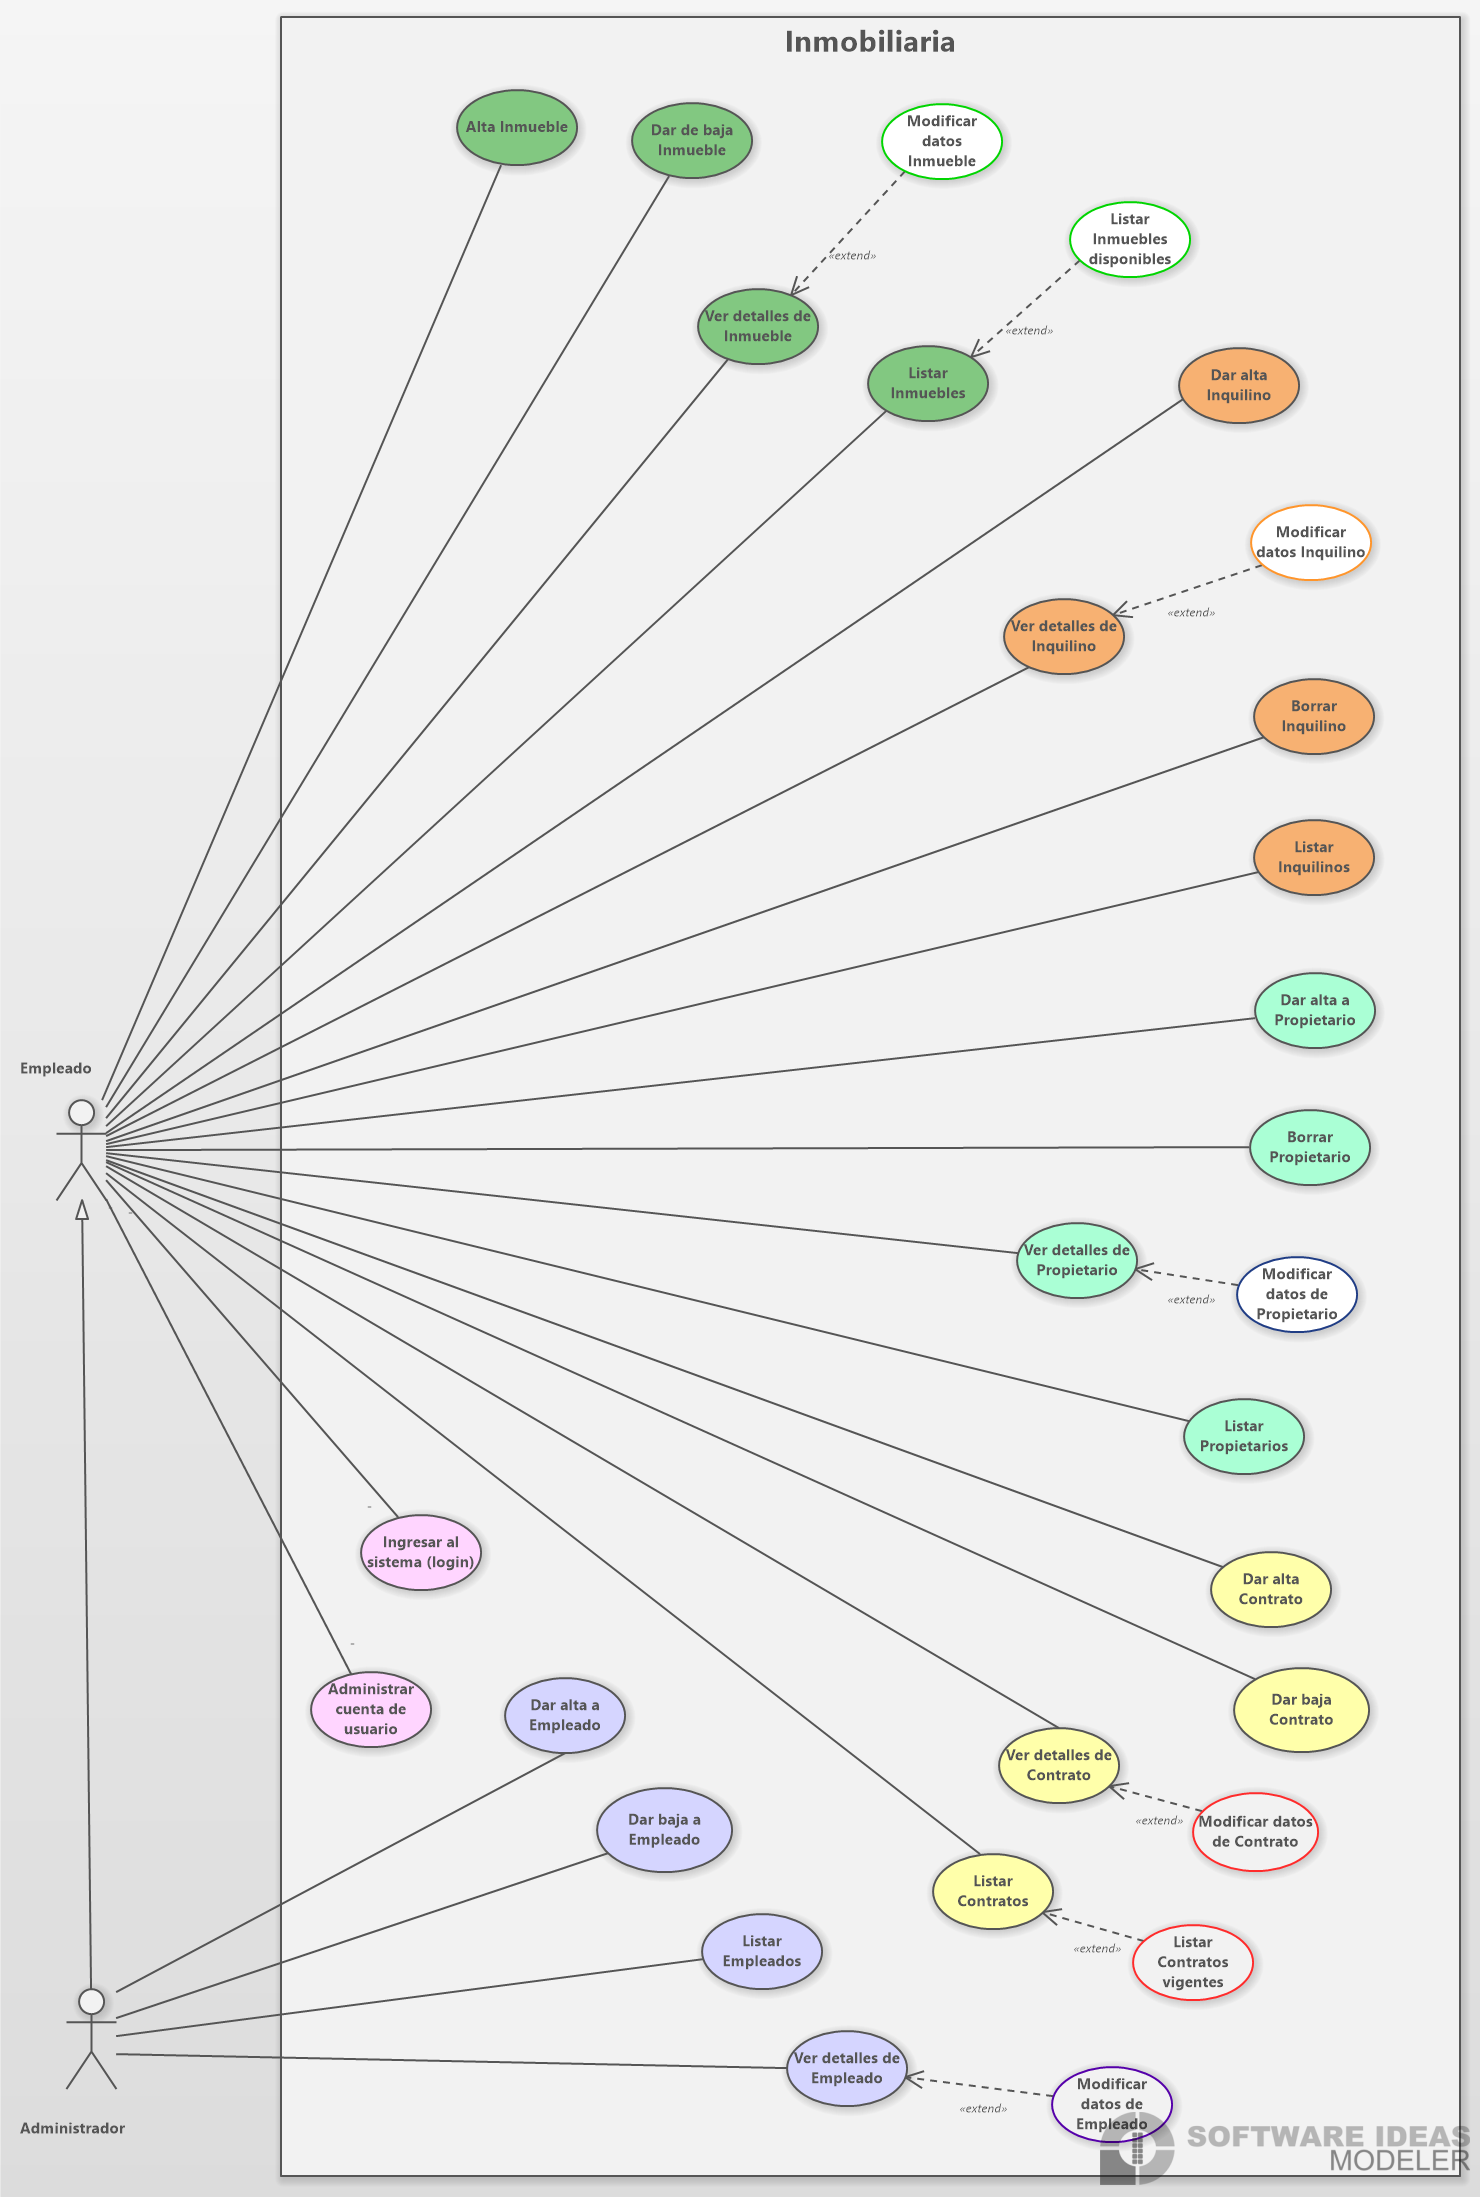 Inmobiliaria
Alta Inmueble
Dar de baja
Inmueble
Modificar
datos
Inmueble
Listar
Inmuebles
disponibles
«extend»
Ver detalles de
Inmueble
«extend»
Listar
Inmuebles
Dar alta
Inquilino
Modificar
datos Inquilino
«extend»
Ver detalles de
Inquilino
Borrar
Inquilino
Listar
Inquilinos
Dar alta a
Propietario
Empleado
Borrar
Propietario
Ver detalles de
Propietario
«extend»
Modificar
datos de
Propietario
Listar
Propietarios
Ingresar al
sistema (login)
Dar alta
Contrato
Administrar
cuenta de
usuario
Dar alta a
Empleado
Dar baja
Contrato
Ver detalles de
Contrato
«extend»
Modificar datos
de Contrato
Dar baja a
Empleado
Listar
Contratos
«extend»
Listar
Contratos
vigentes
Listar
Empleados
Ver detalles de
Empleado
«extend»
Modificar
datos de
Empleado
Administrador
SOFTWARE IDEAS
MODELER